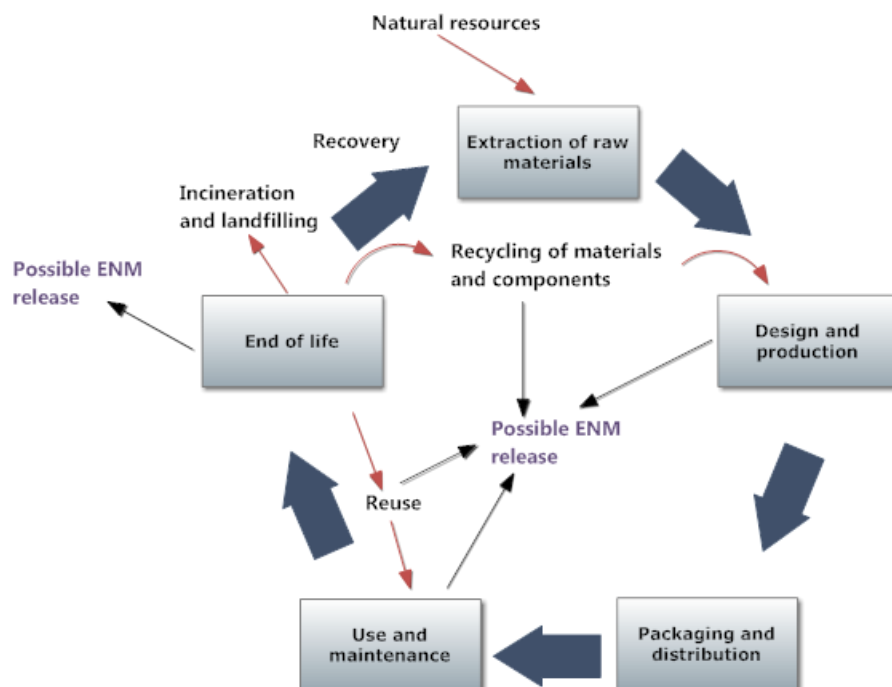 Natural resources
Extraction of raw
materials
Recovery
Incineration
and landfilling
Recycling of materials
and components
Possible ENM
release
End of life
Design and
production
Possible ENM
release
Reuse
Use and
maintenance
Packaging and
distribution